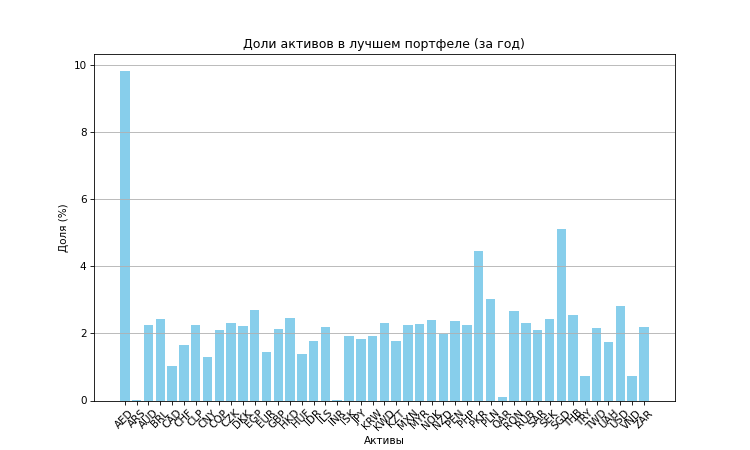 Доли активов в лучшем портфеле (за год)
Доля (%)
10
8
6
4
2
0
AED
ARS
AUD
BRL
CAD
CHF
CLP
CNY
COP
CZK
DKK
EGP
EUR
GBP
HKD
HUF
IDR
ILS
INR
ISK
JPY
KRW
KWD
KZT
MXN
MYR
NOK
NZD
PEN
PHP
PKR
PLN
QAR
RON
RUB
SAR
SEK
SGD
THB
TRY
TWD
UAH
USD
VND
ZAR
Активы